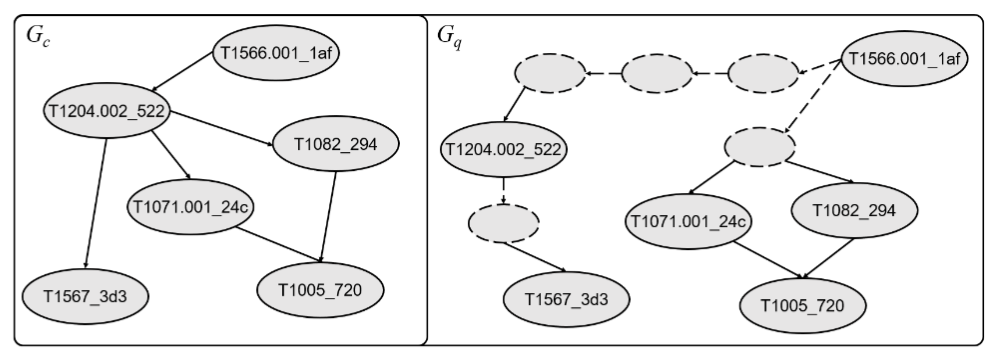 G_c
T1566.001_1af
T1204.002_522
T1082_294
T1071.001_24c
T1567_3d3
T1005_720
G_q
T1566.001_1af
T1204.002_522
T1071.001_24c
T1082_294
T1567_3d3
T1005_720